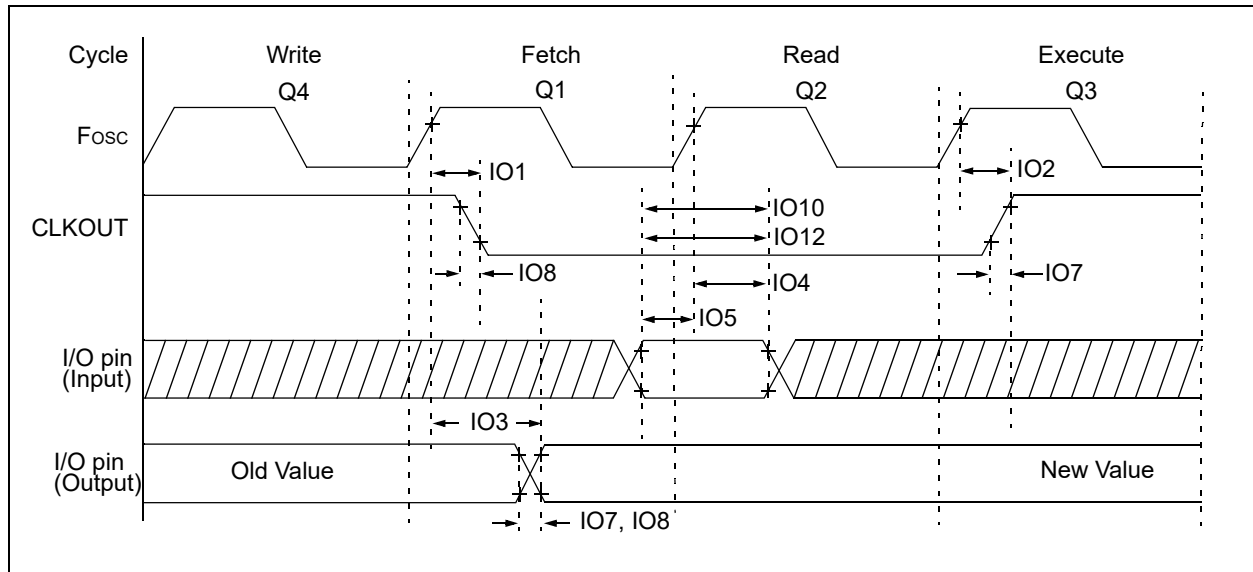 Cycle Write Fetch Read Execute
Q4 Q1 Q2 Q3
FOSC
IO1 IO2
CLKOUT
IO10
IO12
IO8 IO4 IO7
IO5
I/O pin
(Input)
IO3
I/O pin
(Output)
Old Value New Value
IO7, IO8